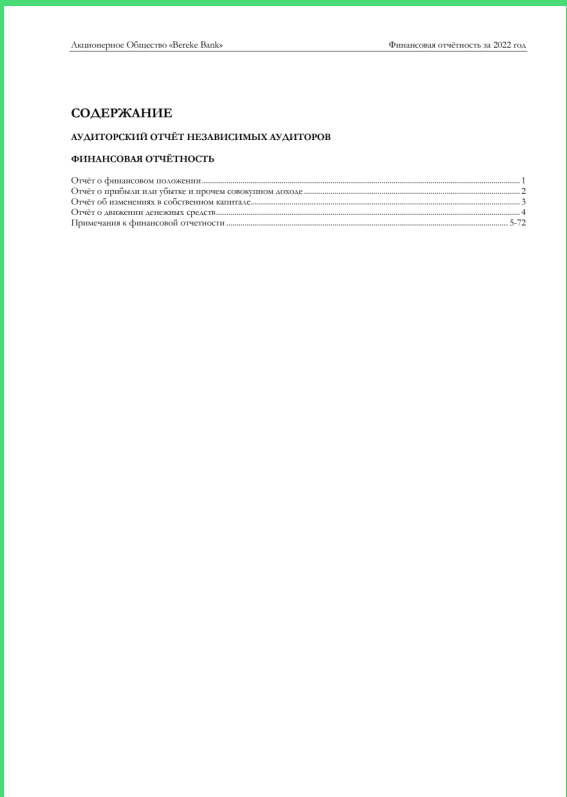 Акционерное Общество «Bereke Bank» Финансовая отчётность за 2022 год
СОДЕРЖАНИЕ
АУДИТОРСКИЙ ОТЧЁТ НЕЗАВИСИМЫХ АУДИТОРОВ
ФИНАНСОВАЯ ОТЧЁТНОСТЬ
Отчёт о финансовом положении 1
Отчёт о прибыли или убытке и прочем совокупном доходе 2
Отчёт об изменениях в собственном капитале 3
Отчёт о движении денежных средств 4
Примечания к финансовой отчетности 5-72